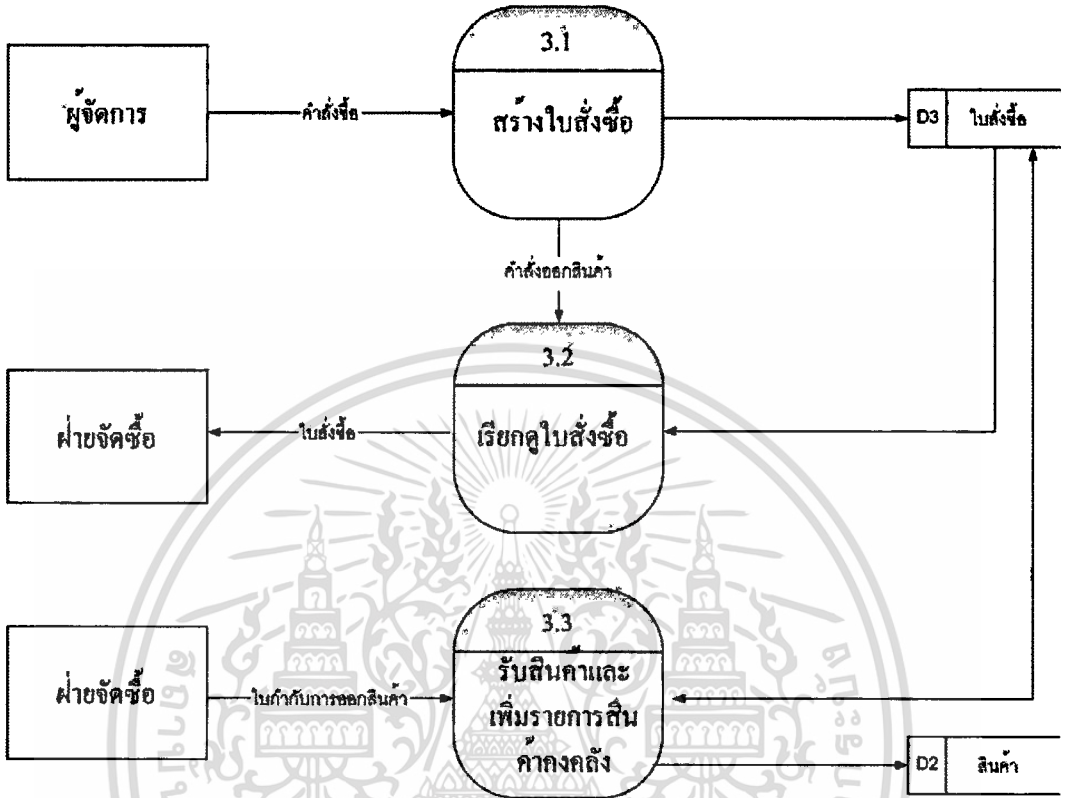 3.1
ผู้จัดการ
คำสั่งซื้อ
สร้างใบสั่งซื้อ
D3
ใบสั่งซื้อ
คำสั่งออกสินค้า
3.2
ฝ่ายจัดซื้อ
ใบสั่งซื้อ
เรียกดูใบสั่งซื้อ
3.3
ฝ่ายจัดซื้อ
ใบกำกับการออกสินค้า
รับสินค้าและ
เพิ่มรายการสิน
ค้าคงคลัง
D2
สินค้า